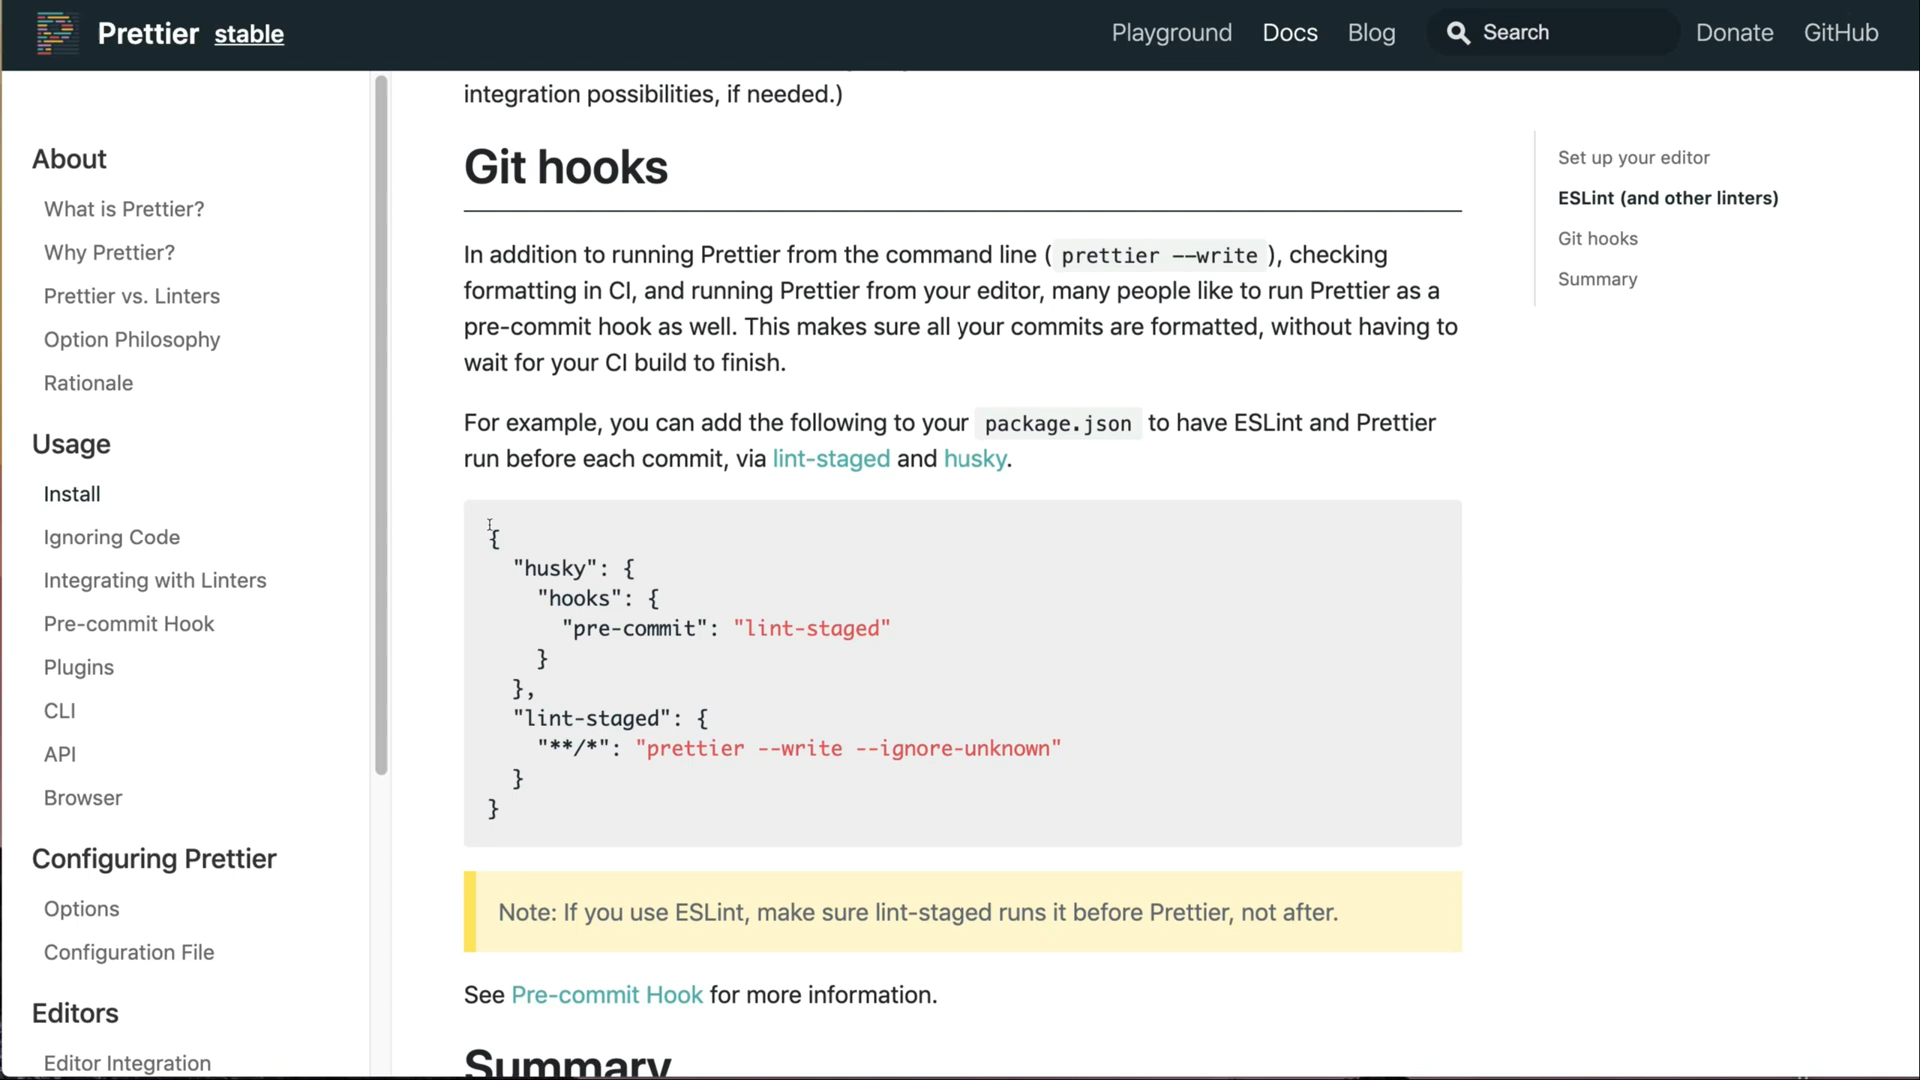 Prettier stable
Playground Docs Blog Search Donate GitHub
About
What is Prettier?
Why Prettier?
Prettier vs. Linters
Option Philosophy
Rationale
Usage
Install
Ignoring Code
Integrating with Linters
Pre-commit Hook
Plugins
CLI
API
Browser
Configuring Prettier
Options
Configuration File
Editors
Editor Integration
integration possibilities, if needed.)
Git hooks
In addition to running Prettier from the command line ( prettier --write ), checking
formatting in CI, and running Prettier from your editor, many people like to run Prettier as a
pre-commit hook as well. This makes sure all your commits are formatted, without having to
wait for your CI build to finish.
For example, you can add the following to your package.json to have ESLint and Prettier
run before each commit, via lint-staged and husky.
{
  "husky": {
    "hooks": {
      "pre-commit": "lint-staged"
    }
  },
  "lint-staged": {
    "**/*": "prettier --write --ignore-unknown"
  }
}
Note: If you use ESLint, make sure lint-staged runs it before Prettier, not after.
See Pre-commit Hook for more information.
Summary
Set up your editor
ESLint (and other linters)
Git hooks
Summary